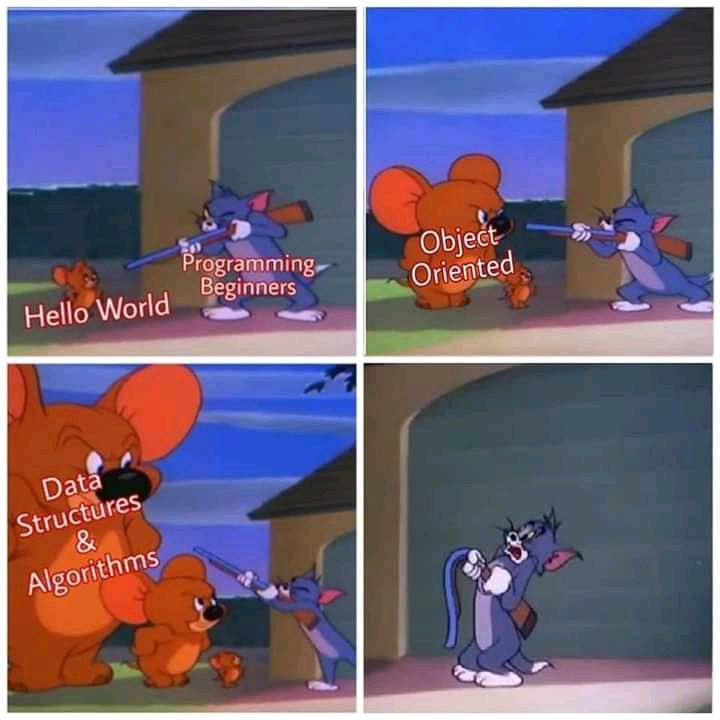 Hello World
Programming
Beginners
Object
Oriented
Data
Structures
&
Algorithms